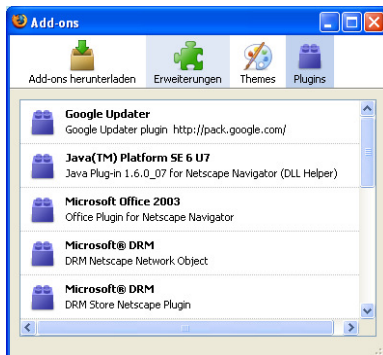 Add-ons
Add-ons herunterladen Erweiterungen Themes Plugins
Google Updater
Google Updater plugin http://pack.google.com/
Java(TM) Platform SE 6 U7
Java Plug-in 1.6.0_07 for Netscape Navigator (DLL Helper)
Microsoft Office 2003
Office Plugin for Netscape Navigator
Microsoft® DRM
DRM Netscape Network Object
Microsoft® DRM
DRM Store Netscape Plugin